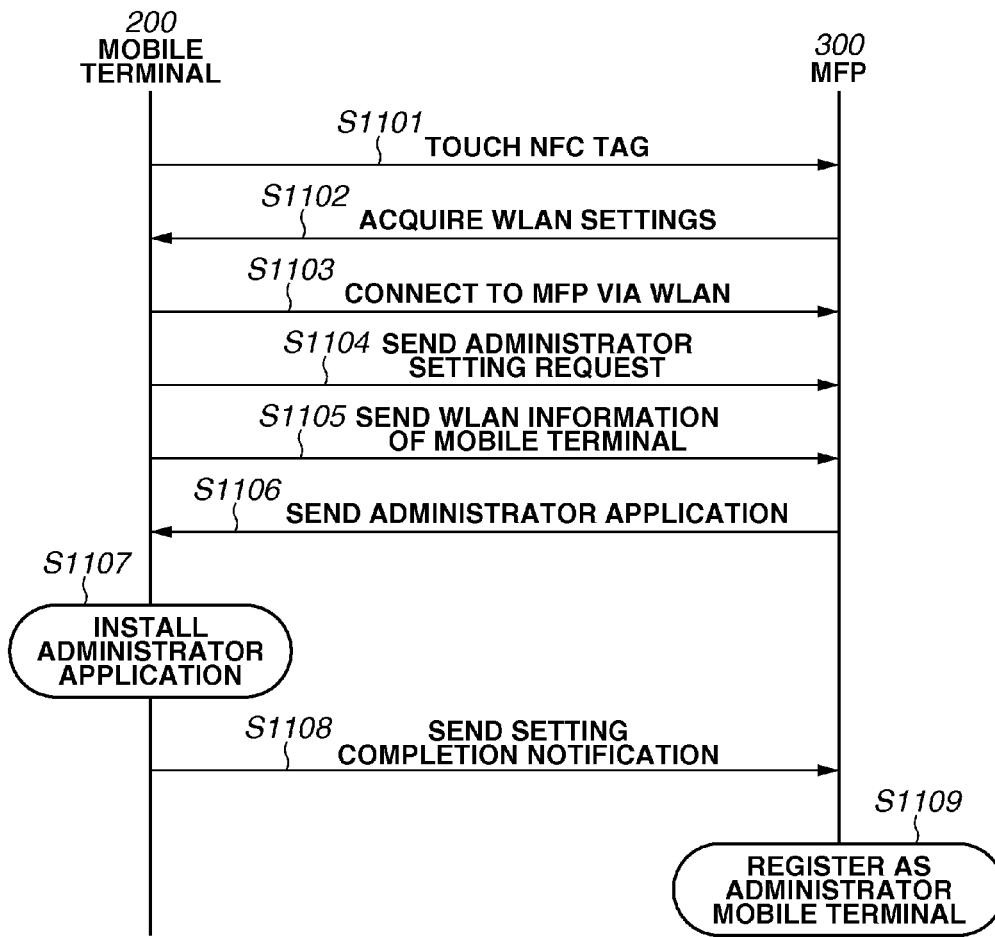 200
MOBILE
TERMINAL
300
MFP
S1101
TOUCH NFC TAG
S1102
ACQUIRE WLAN SETTINGS
S1103
CONNECT TO MFP VIA WLAN
S1104 SEND ADMINISTRATOR
SETTING REQUEST
S1105 SEND WLAN INFORMATION
OF MOBILE TERMINAL
S1106
SEND ADMINISTRATOR APPLICATION
S1107
INSTALL
ADMINISTRATOR
APPLICATION
S1108
SEND SETTING
COMPLETION NOTIFICATION
S1109
REGISTER AS
ADMINISTRATOR
MOBILE TERMINAL